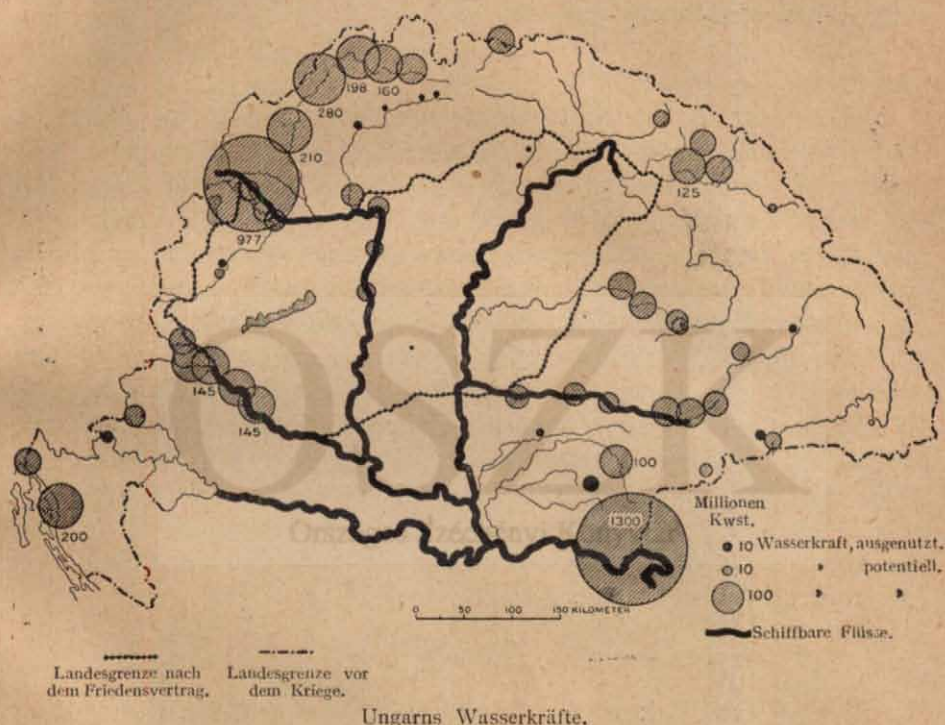 198
160
280
210
977
125
145
145
100
200
1300
OSZK
Millionen
Kwst.
10 Wasserkraft, ausgenützt.
10 " potentiell.
100 " "
Schiffbare Flüsse.
0 50 100 150 KILOMETER
Landesgrenze nach
dem Friedensvertrag.
Landesgrenze vor
dem Kriege.
Ungarns Wasserkräfte.